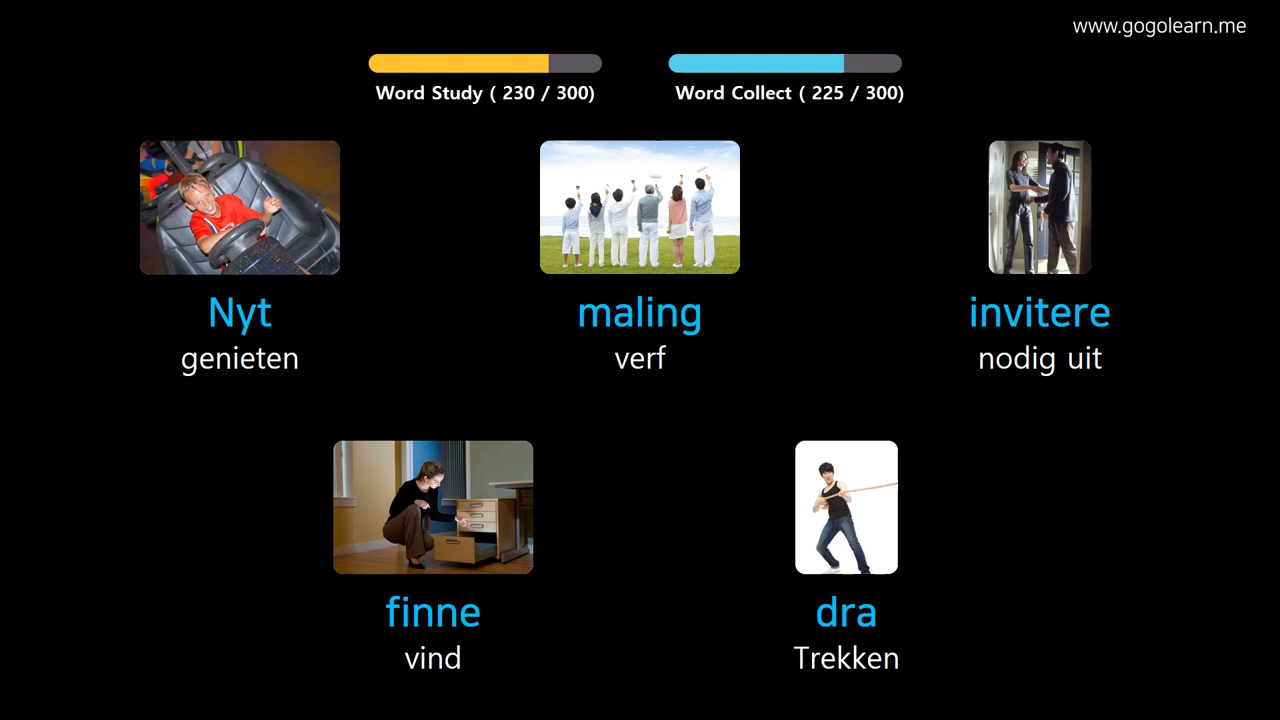 www.gogolearn.me
Word Study ( 230 / 300)
Word Collect ( 225 / 300)
Nyt
genieten
maling
verf
invitere
nodig uit
finne
vind
dra
Trekken